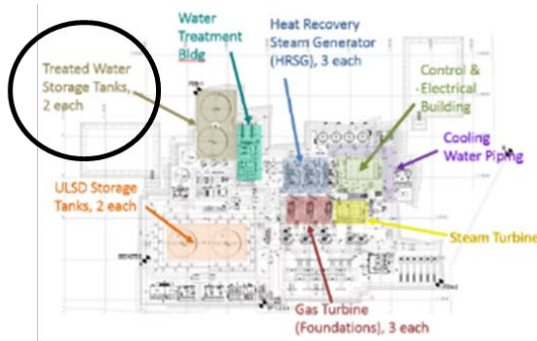 Water
Treatment
Bldg
Heat Recovery
Steam Generator
(HRSG), 3 each
Treated Water
Storage Tanks,
2 each
Control &
Electrical
Building
Cooling
Water Piping
ULSD Storage
Tanks, 2 each
Steam Turbine
Gas Turbine
(Foundations), 3 each